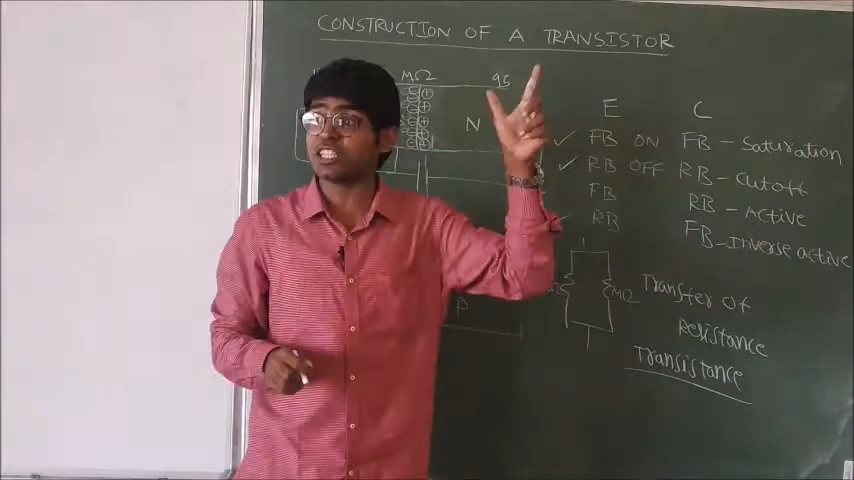 CONSTRUCTION OF A TRANSISTOR
MΩ 95
N
E C
✓ FB ON FB - Saturation
✓ RB OFF RB - Cutoff
FB RB - Active
RB FB - Inverse active
MΩ
Transfer of
Resistance
Transistance